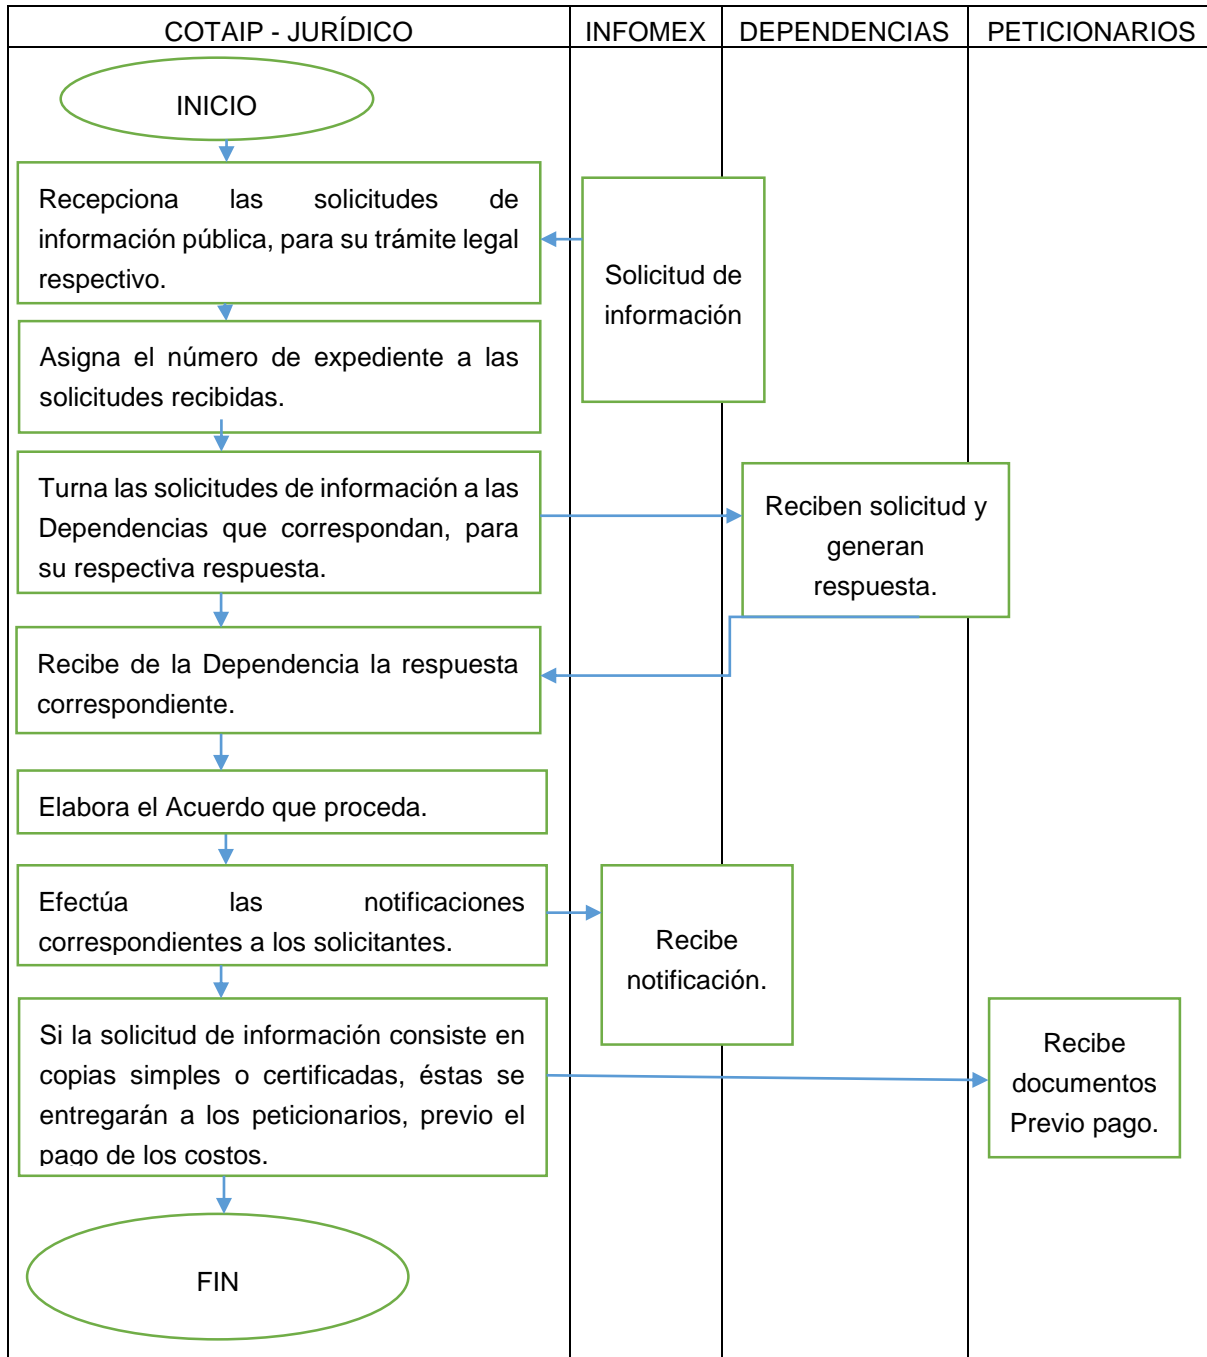 COTAIP - JURÍDICO
INFOMEX
DEPENDENCIAS
PETICIONARIOS
INICIO
Recepciona las solicitudes de
información pública, para su trámite legal
respectivo.
Solicitud de
información
Asigna el número de expediente a las
solicitudes recibidas.
Turna las solicitudes de información a las
Dependencias que correspondan, para
su respectiva respuesta.
Reciben solicitud y
generan
respuesta.
Recibe de la Dependencia la respuesta
correspondiente.
Elabora el Acuerdo que proceda.
Efectúa las notificaciones
correspondientes a los solicitantes.
Recibe
notificación.
Si la solicitud de información consiste en
copias simples o certificadas, éstas se
entregarán a los peticionarios, previo el
pago de los costos.
Recibe
documentos
Previo pago.
FIN